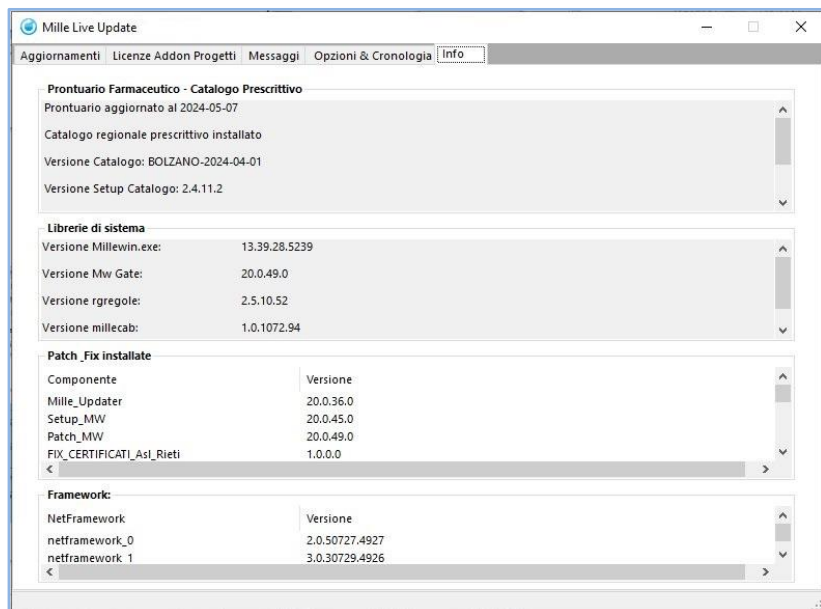 Mille Live Update
Aggiornamenti Licenze Addon Progetti Messaggi Opzioni & Cronologia Info
Prontuario Farmaceutico - Catalogo Prescrittivo
Prontuario aggiornato al 2024-05-07
Catalogo regionale prescrittivo installato
Versione Catalogo: BOLZANO-2024-04-01
Versione Setup Catalogo: 2.4.11.2
Librerie di sistema
Versione Millewin.exe: 13.39.28.5239
Versione Mw Gate: 20.0.49.0
Versione rgregole: 2.5.10.52
Versione millecab: 1.0.1072.94
Patch _Fix installate
Componente Versione
Mille_Updater 20.0.36.0
Setup_MW 20.0.45.0
Patch_MW 20.0.49.0
FIX_CERTIFICATI_Asl_Rieti 1.0.0.0
Framework:
NetFramework Versione
netframework_0 2.0.50727.4927
netframework_1 3.0.30729.4926